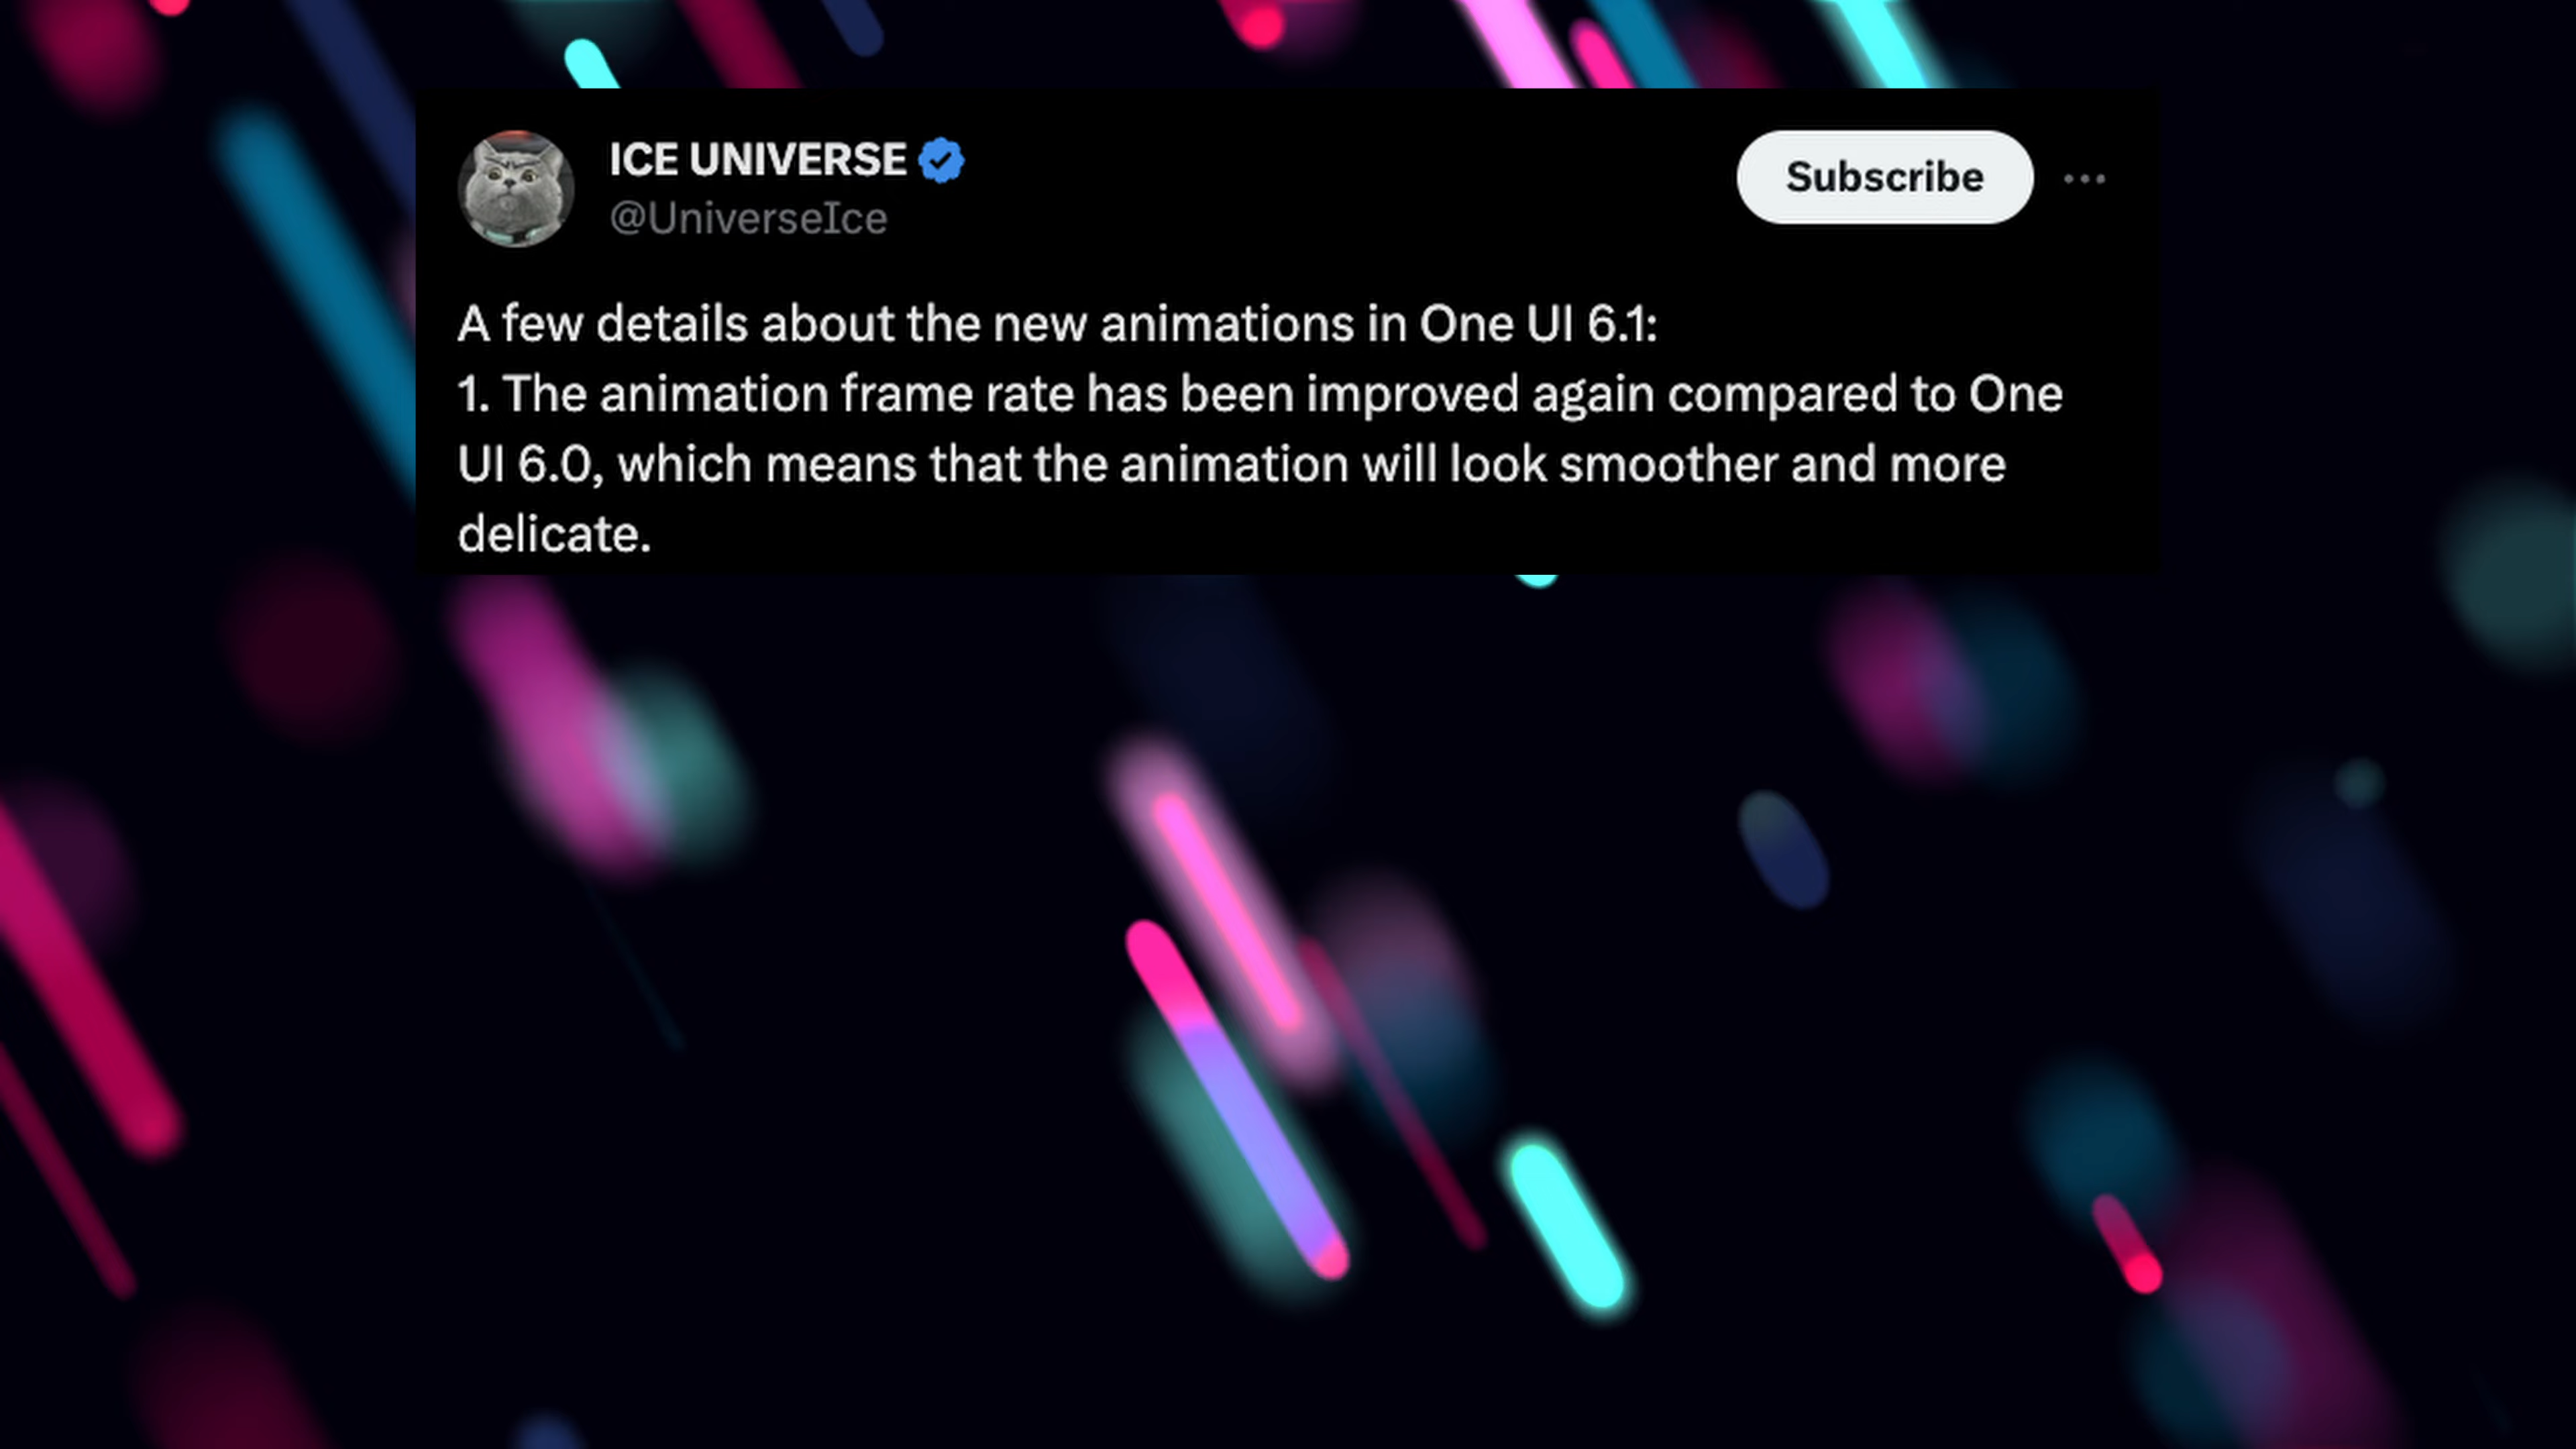 ICE UNIVERSE
@UniverseIce
Subscribe
A few details about the new animations in One UI 6.1:
1. The animation frame rate has been improved again compared to One
UI 6.0, which means that the animation will look smoother and more
delicate.